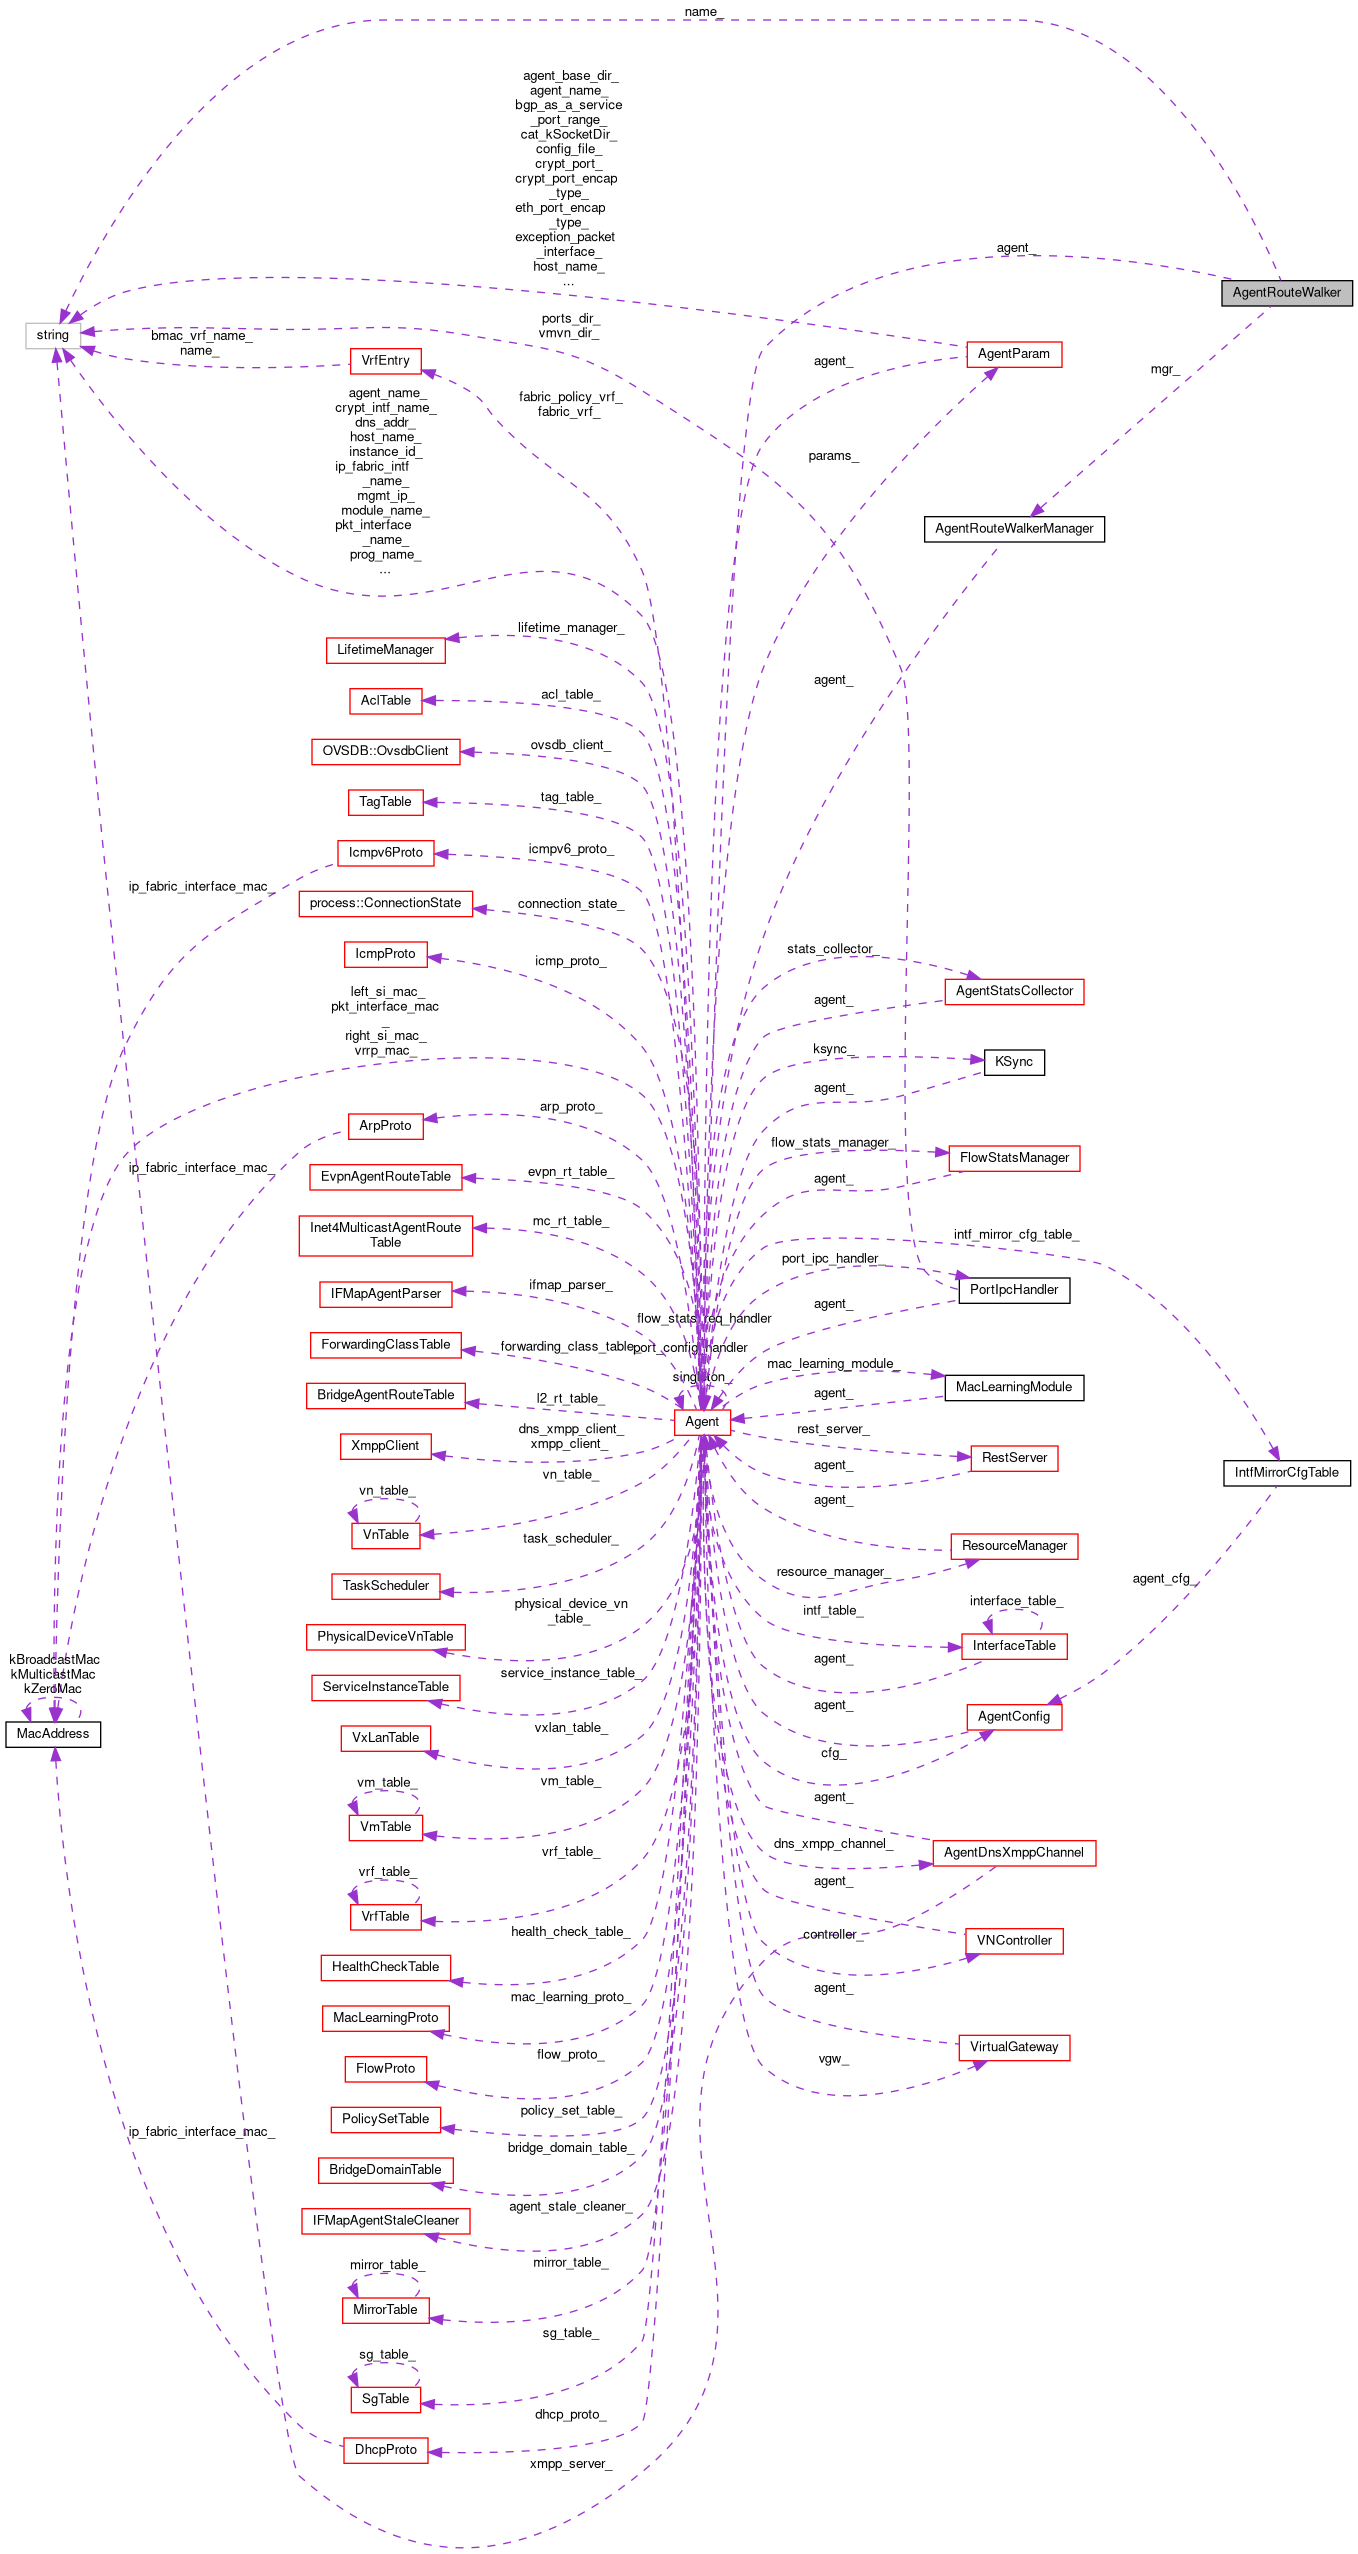 name_
agent_base_dir_
agent_name_
bgp_as_a_service
_port_range_
cat_kSocketDir_
config_file_
crypt_port_
crypt_port_encap
_type_
eth_port_encap
_type_
exception_packet
_interface_
host_name_
...
agent_
AgentRouteWalker
string
bmac_vrf_name_
name_
ports_dir_
vmvn_dir_
VrfEntry
AgentParam
agent_
mgr_
agent_name_
crypt_intf_name_
dns_addr_
host_name_
instance_id_
ip_fabric_intf
_name_
mgmt_ip_
module_name_
pkt_interface
_name_
prog_name_
...
fabric_policy_vrf_
fabric_vrf_
params_
AgentRouteWalkerManager
lifetime_manager_
LifetimeManager
agent_
acl_table_
AclTable
ovsdb_client_
OVSDB::OvsdbClient
tag_table_
TagTable
icmpv6_proto_
Icmpv6Proto
ip_fabric_interface_mac_
process::ConnectionState
connection_state_
IcmpProto
icmp_proto_
stats_collector_
AgentStatsCollector
agent_
left_si_mac_
pkt_interface_mac
_
right_si_mac_
vrrp_mac_
ksync_
KSync
agent_
ArpProto
arp_proto_
flow_stats_manager_
FlowStatsManager
agent_
ip_fabric_interface_mac_
EvpnAgentRouteTable
evpn_rt_table_
Inet4MulticastAgentRoute
Table
mc_rt_table_
intf_mirror_cfg_table_
port_ipc_handler_
PortIpcHandler
agent_
IFMapAgentParser
ifmap_parser_
flow_stats_req_handler
port_config_handler
singleton_
ForwardingClassTable
forwarding_class_table_
mac_learning_module_
MacLearningModule
agent_
BridgeAgentRouteTable
l2_rt_table_
Agent
XmppClient
dns_xmpp_client_
xmpp_client_
rest_server_
RestServer
agent_
IntfMirrorCfgTable
vn_table_
vn_table_
VnTable
agent_
ResourceManager
resource_manager_
task_scheduler_
TaskScheduler
agent_cfg_
physical_device_vn
_table_
PhysicalDeviceVnTable
intf_table_
interface_table_
InterfaceTable
agent_
kBroadcastMac
kMulticastMac
kZeroMac
MacAddress
ServiceInstanceTable
service_instance_table_
agent_
AgentConfig
cfg_
VxLanTable
vxlan_table_
vm_table_
vm_table_
VmTable
agent_
dns_xmpp_channel_
AgentDnsXmppChannel
vrf_table_
vrf_table_
VrfTable
agent_
controller_
VNController
HealthCheckTable
health_check_table_
MacLearningProto
mac_learning_proto_
agent_
VirtualGateway
vgw_
FlowProto
flow_proto_
PolicySetTable
policy_set_table_
ip_fabric_interface_mac_
BridgeDomainTable
bridge_domain_table_
IFMapAgentStaleCleaner
agent_stale_cleaner_
mirror_table_
mirror_table_
MirrorTable
sg_table_
sg_table_
SgTable
DhcpProto
dhcp_proto_
xmpp_server_